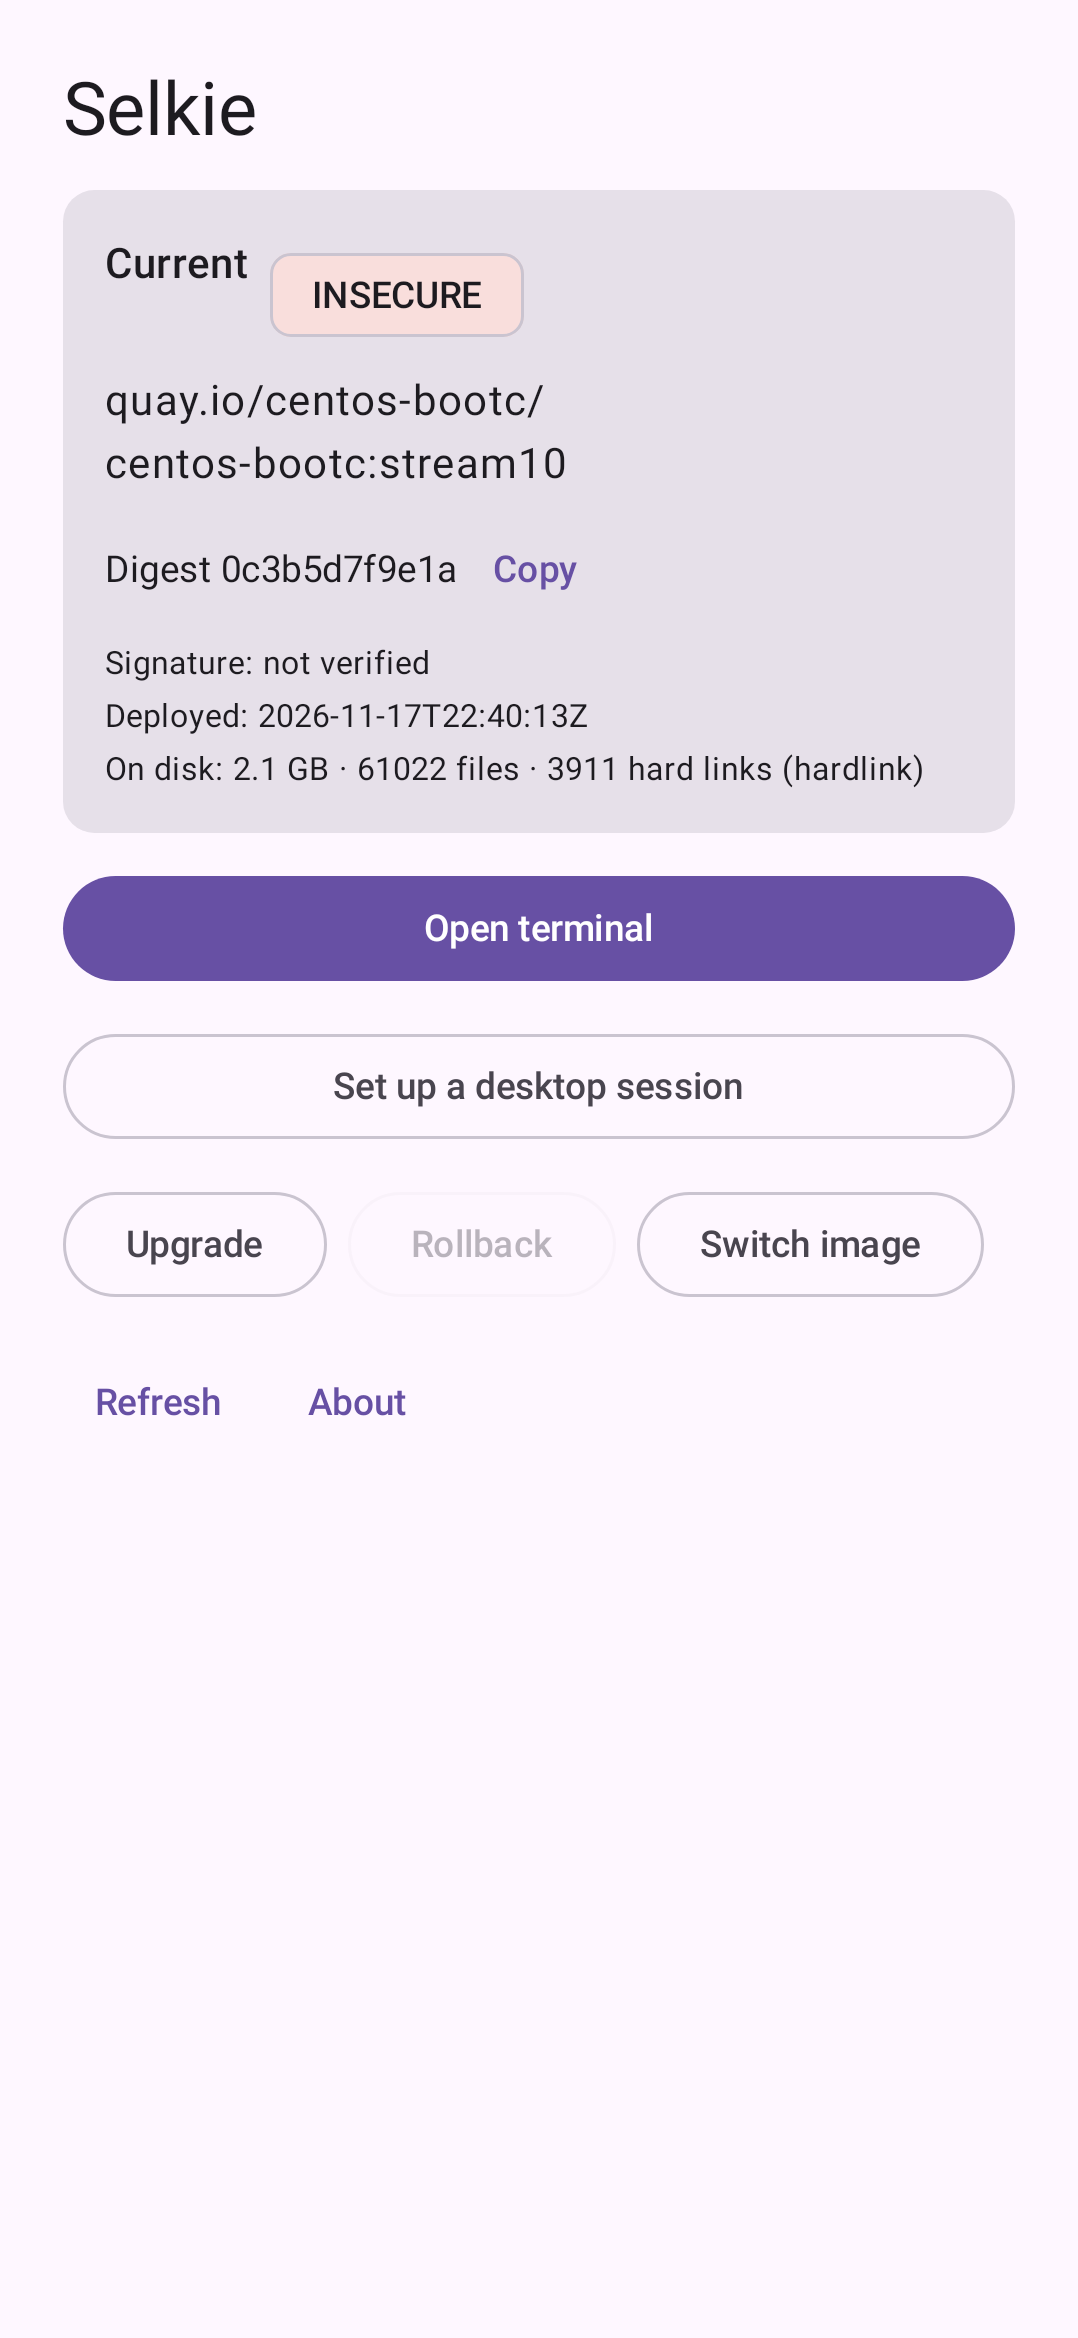 Selkie
Current
INSECURE
quay.io/centos-bootc/
centos-bootc:stream10
Digest 0c3b5d7f9e1a Copy
Signature: not verified
Deployed: 2026-11-17T22:40:13Z
On disk: 2.1 GB · 61022 files · 3911 hard links (hardlink)
Open terminal
Set up a desktop session
Upgrade Rollback Switch image
Refresh About